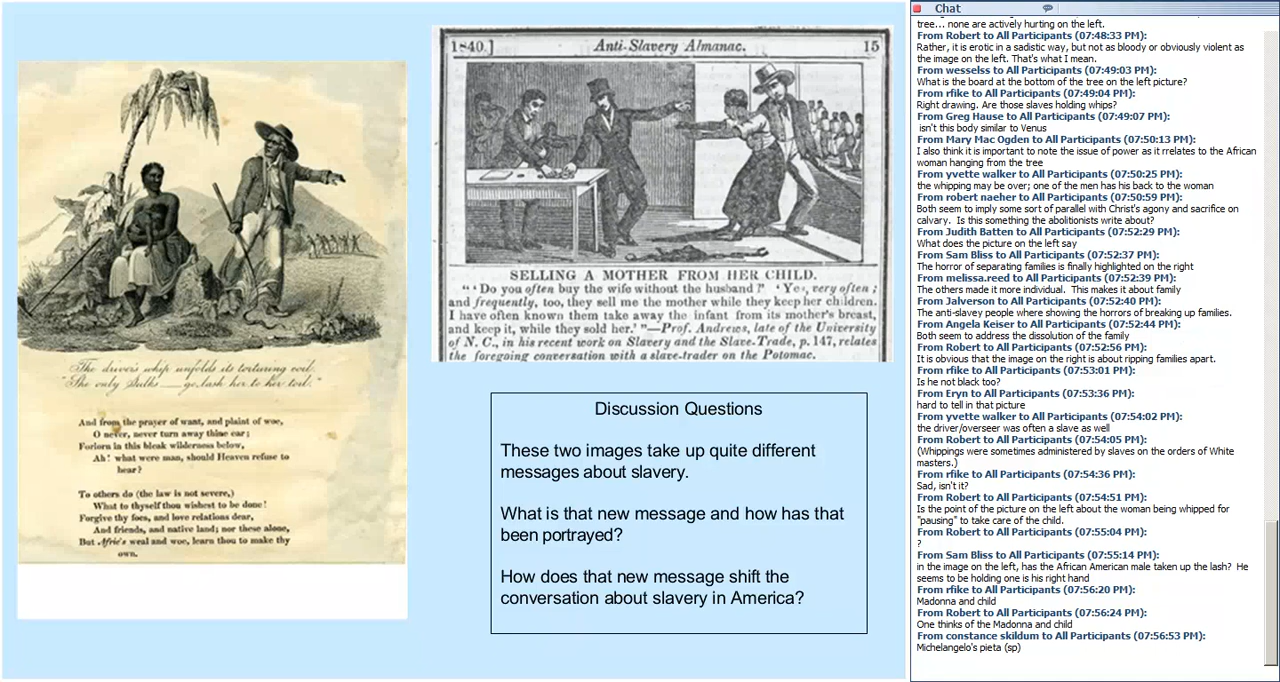 1840.]
Anti-Slavery Almanac.
15
SELLING A MOTHER FROM HER CHILD.
"'Do you often buy the wife without the husband?' 'Yes, very often;
and frequently, too, they sell me the mother while they keep her children.
I have often known them take away the infant from its mother's breast,
and keep it, while they sold her.'"—Prof. Andrews, late of the University
of N. C., in his recent work on Slavery and the Slave-Trade, p. 147, relates
the foregoing conversation with a slave-trader on the Potomac.
The driver's whip unfolds its torturing coil.
"She only Sulks—go, lash her to her toil."
And from the prayer of want, and plaint of woe,
O never, never turn away thine ear;
Forlorn in this bleak wilderness below,
Ah! what were man, should Heaven refuse to
hear?
To others do (the law is not severe,)
What to thyself thou wishest to be done!
Forgive thy foes, and love relations dear,
And friends, and native land; nor these alone,
But Afric's weal and woe, learn thou to make thy
own.
Discussion Questions
These two images take up quite different
messages about slavery.
What is that new message and how has that
been portrayed?
How does that new message shift the
conversation about slavery in America?
Chat
tree... none are actively hurting on the left.
From Robert to All Participants (07:48:33 PM):
Rather, it is erotic in a sadistic way, but not as bloody or obviously violent as
the image on the left. That's what I mean.
From wesselss to All Participants (07:49:03 PM):
What is the board at the bottom of the tree on the left picture?
From rfike to All Participants (07:49:04 PM):
Right drawing. Are those slaves holding whips?
From Greg Hause to All Participants (07:49:07 PM):
isn't this body similar to Venus
From Mary Mac Ogden to All Participants (07:50:13 PM):
I also think it is important to note the issue of power as it rrelates to the African
woman hanging from the tree
From yvette walker to All Participants (07:50:25 PM):
the whipping may be over; one of the men has his back to the woman
From robert naeher to All Participants (07:50:59 PM):
Both seem to imply some sort of parallel with Christ's agony and sacrifice on
calvary. Is this something the abolitionists write about?
From Judith Batten to All Participants (07:52:29 PM):
What does the picture on the left say
From Sam Bliss to All Participants (07:52:37 PM):
The horror of separating families is finally highlighted on the right
From melissa.reed to All Participants (07:52:39 PM):
The others made it more individual. This makes it about family
From Jalverson to All Participants (07:52:40 PM):
The anti-slavery people where showing the horrors of breaking up families.
From Angela Keiser to All Participants (07:52:44 PM):
Both seem to address the dissolution of the family
From Robert to All Participants (07:52:56 PM):
It is obvious that the image on the right is about ripping families apart.
From rfike to All Participants (07:53:01 PM):
Is he not black too?
From Eryn to All Participants (07:53:36 PM):
hard to tell in that picture
From yvette walker to All Participants (07:54:02 PM):
the driver/overseer was often a slave as well
From Robert to All Participants (07:54:05 PM):
(Whippings were sometimes administered by slaves on the orders of White
masters.)
From rfike to All Participants (07:54:36 PM):
Sad, isn't it?
From Robert to All Participants (07:54:51 PM):
Is the point of the picture on the left about the woman being whipped for
"pausing" to take care of the child.
From Robert to All Participants (07:55:04 PM):
?
From Sam Bliss to All Participants (07:55:14 PM):
in the image on the left, has the African American male taken up the lash? He
seems to be holding one is his right hand
From rfike to All Participants (07:56:20 PM):
Madonna and child
From Robert to All Participants (07:56:24 PM):
One thinks of the Madonna and child
From constance skildum to All Participants (07:56:53 PM):
Michelangelo's pieta (sp)